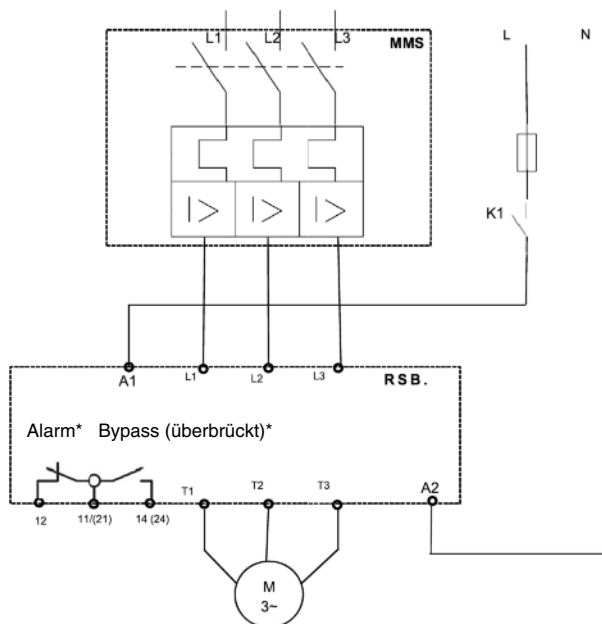 L1 L2 L3
MMS
L N
K1
A1 L1 L2 L3 RSB.
Alarm* Bypass (überbrückt)*
T1 T2 T3 A2
12 11/(21) 14 (24)
M
3~